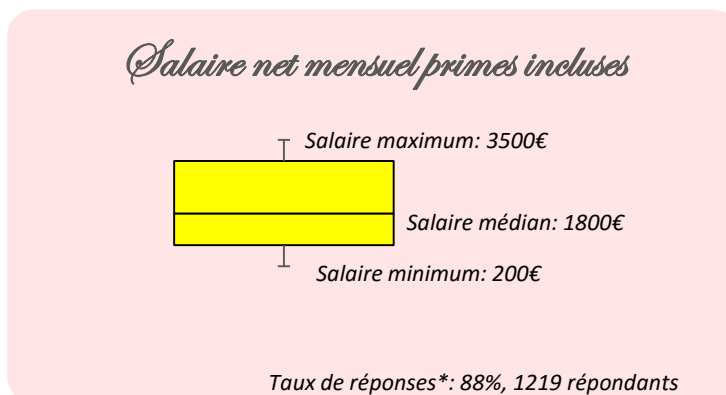 Salaire net mensuel primes incluses
Salaire maximum: 3500€
Salaire médian: 1800€
Salaire minimum: 200€
Taux de réponses*: 88%, 1219 répondants